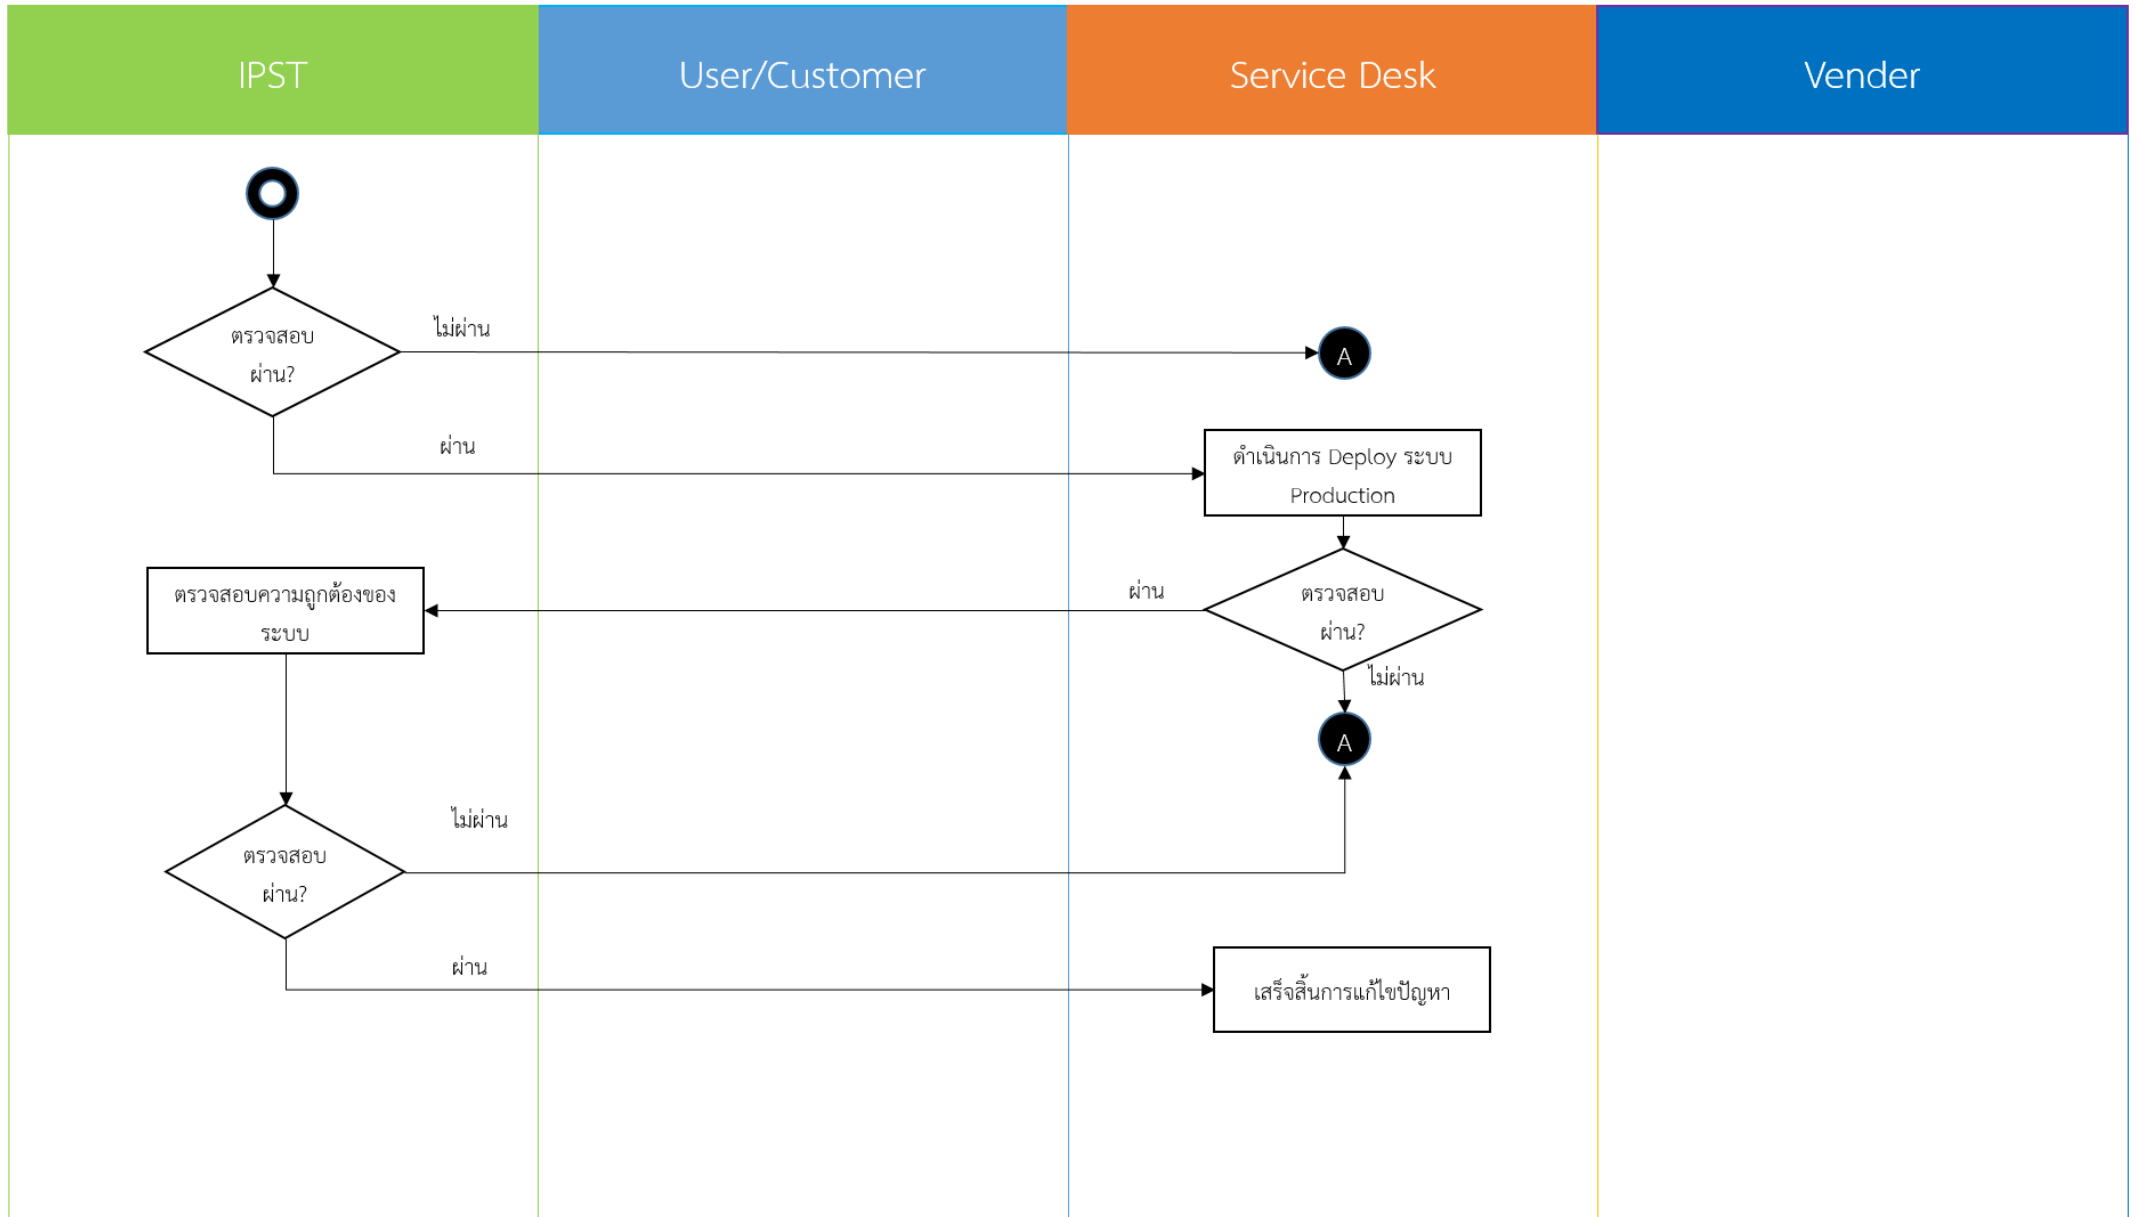 IPST
User/Customer
Service Desk
Vender
ตรวจสอบ
ผ่าน?
ไม่ผ่าน
A
ผ่าน
ดำเนินการ Deploy ระบบ
Production
ตรวจสอบความถูกต้องของ
ระบบ
ผ่าน
ตรวจสอบ
ผ่าน?
ไม่ผ่าน
A
ตรวจสอบ
ผ่าน?
ไม่ผ่าน
ผ่าน
เสร็จสิ้นการแก้ไขปัญหา